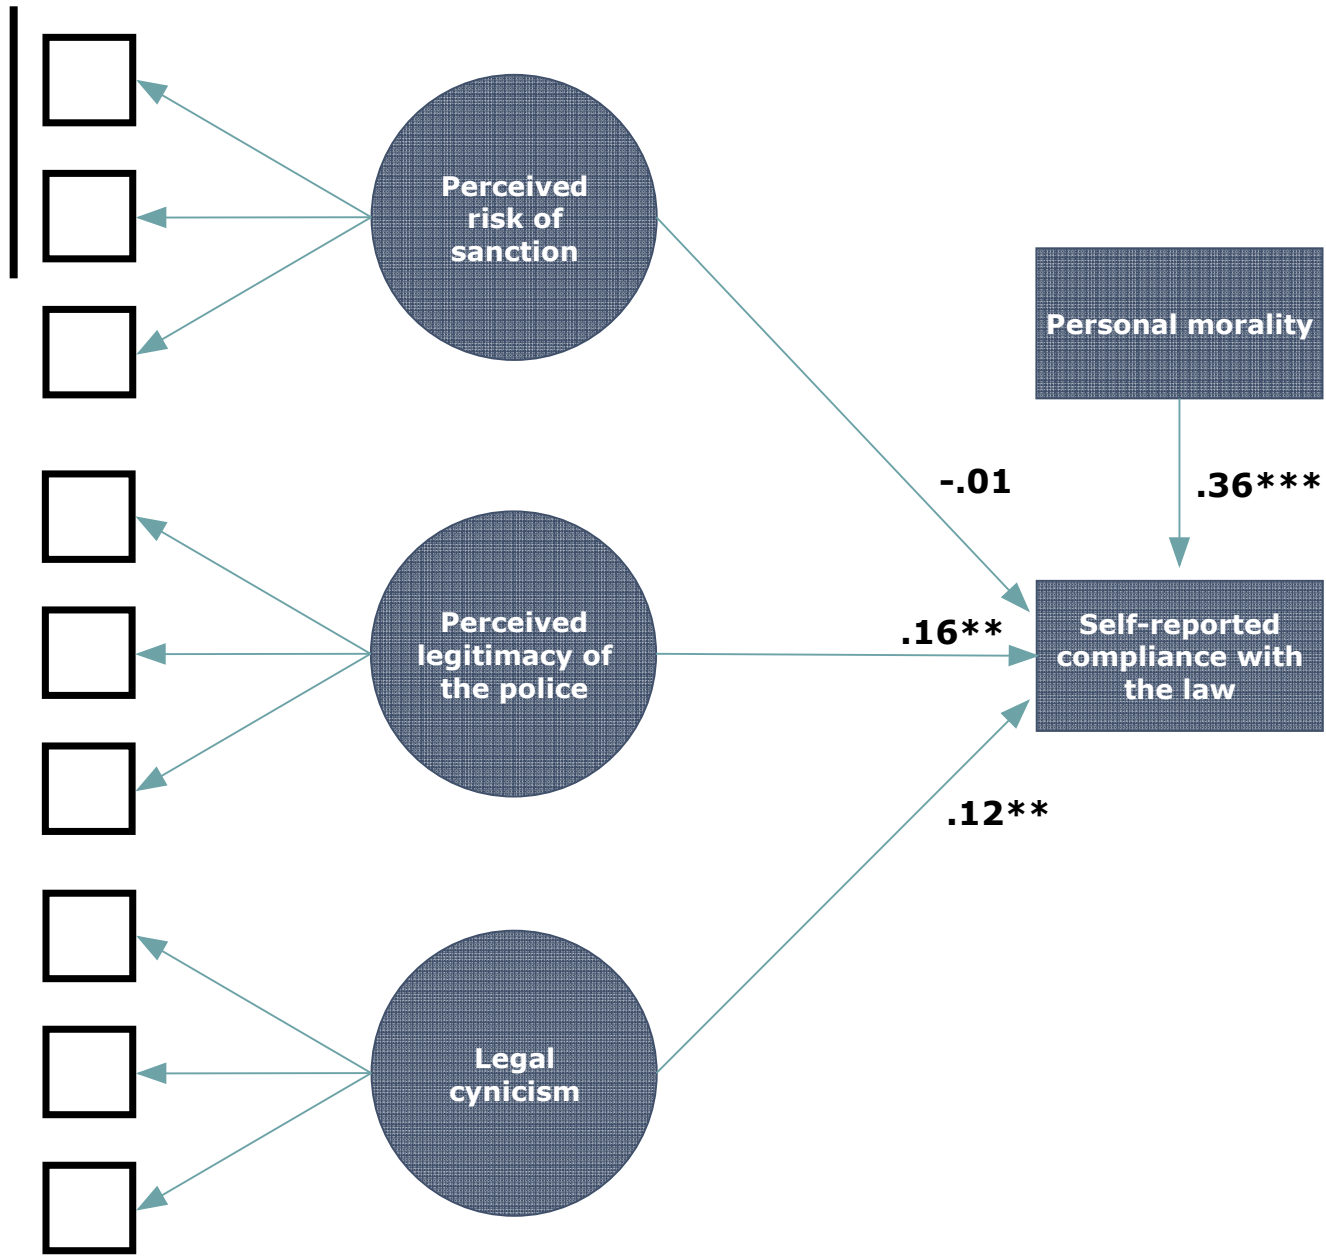 Perceived
risk of
sanction
Personal morality
-.01
.36***
Perceived
legitimacy of
the police
.16**
Self-reported
compliance with
the law
.12**
Legal
cynicism